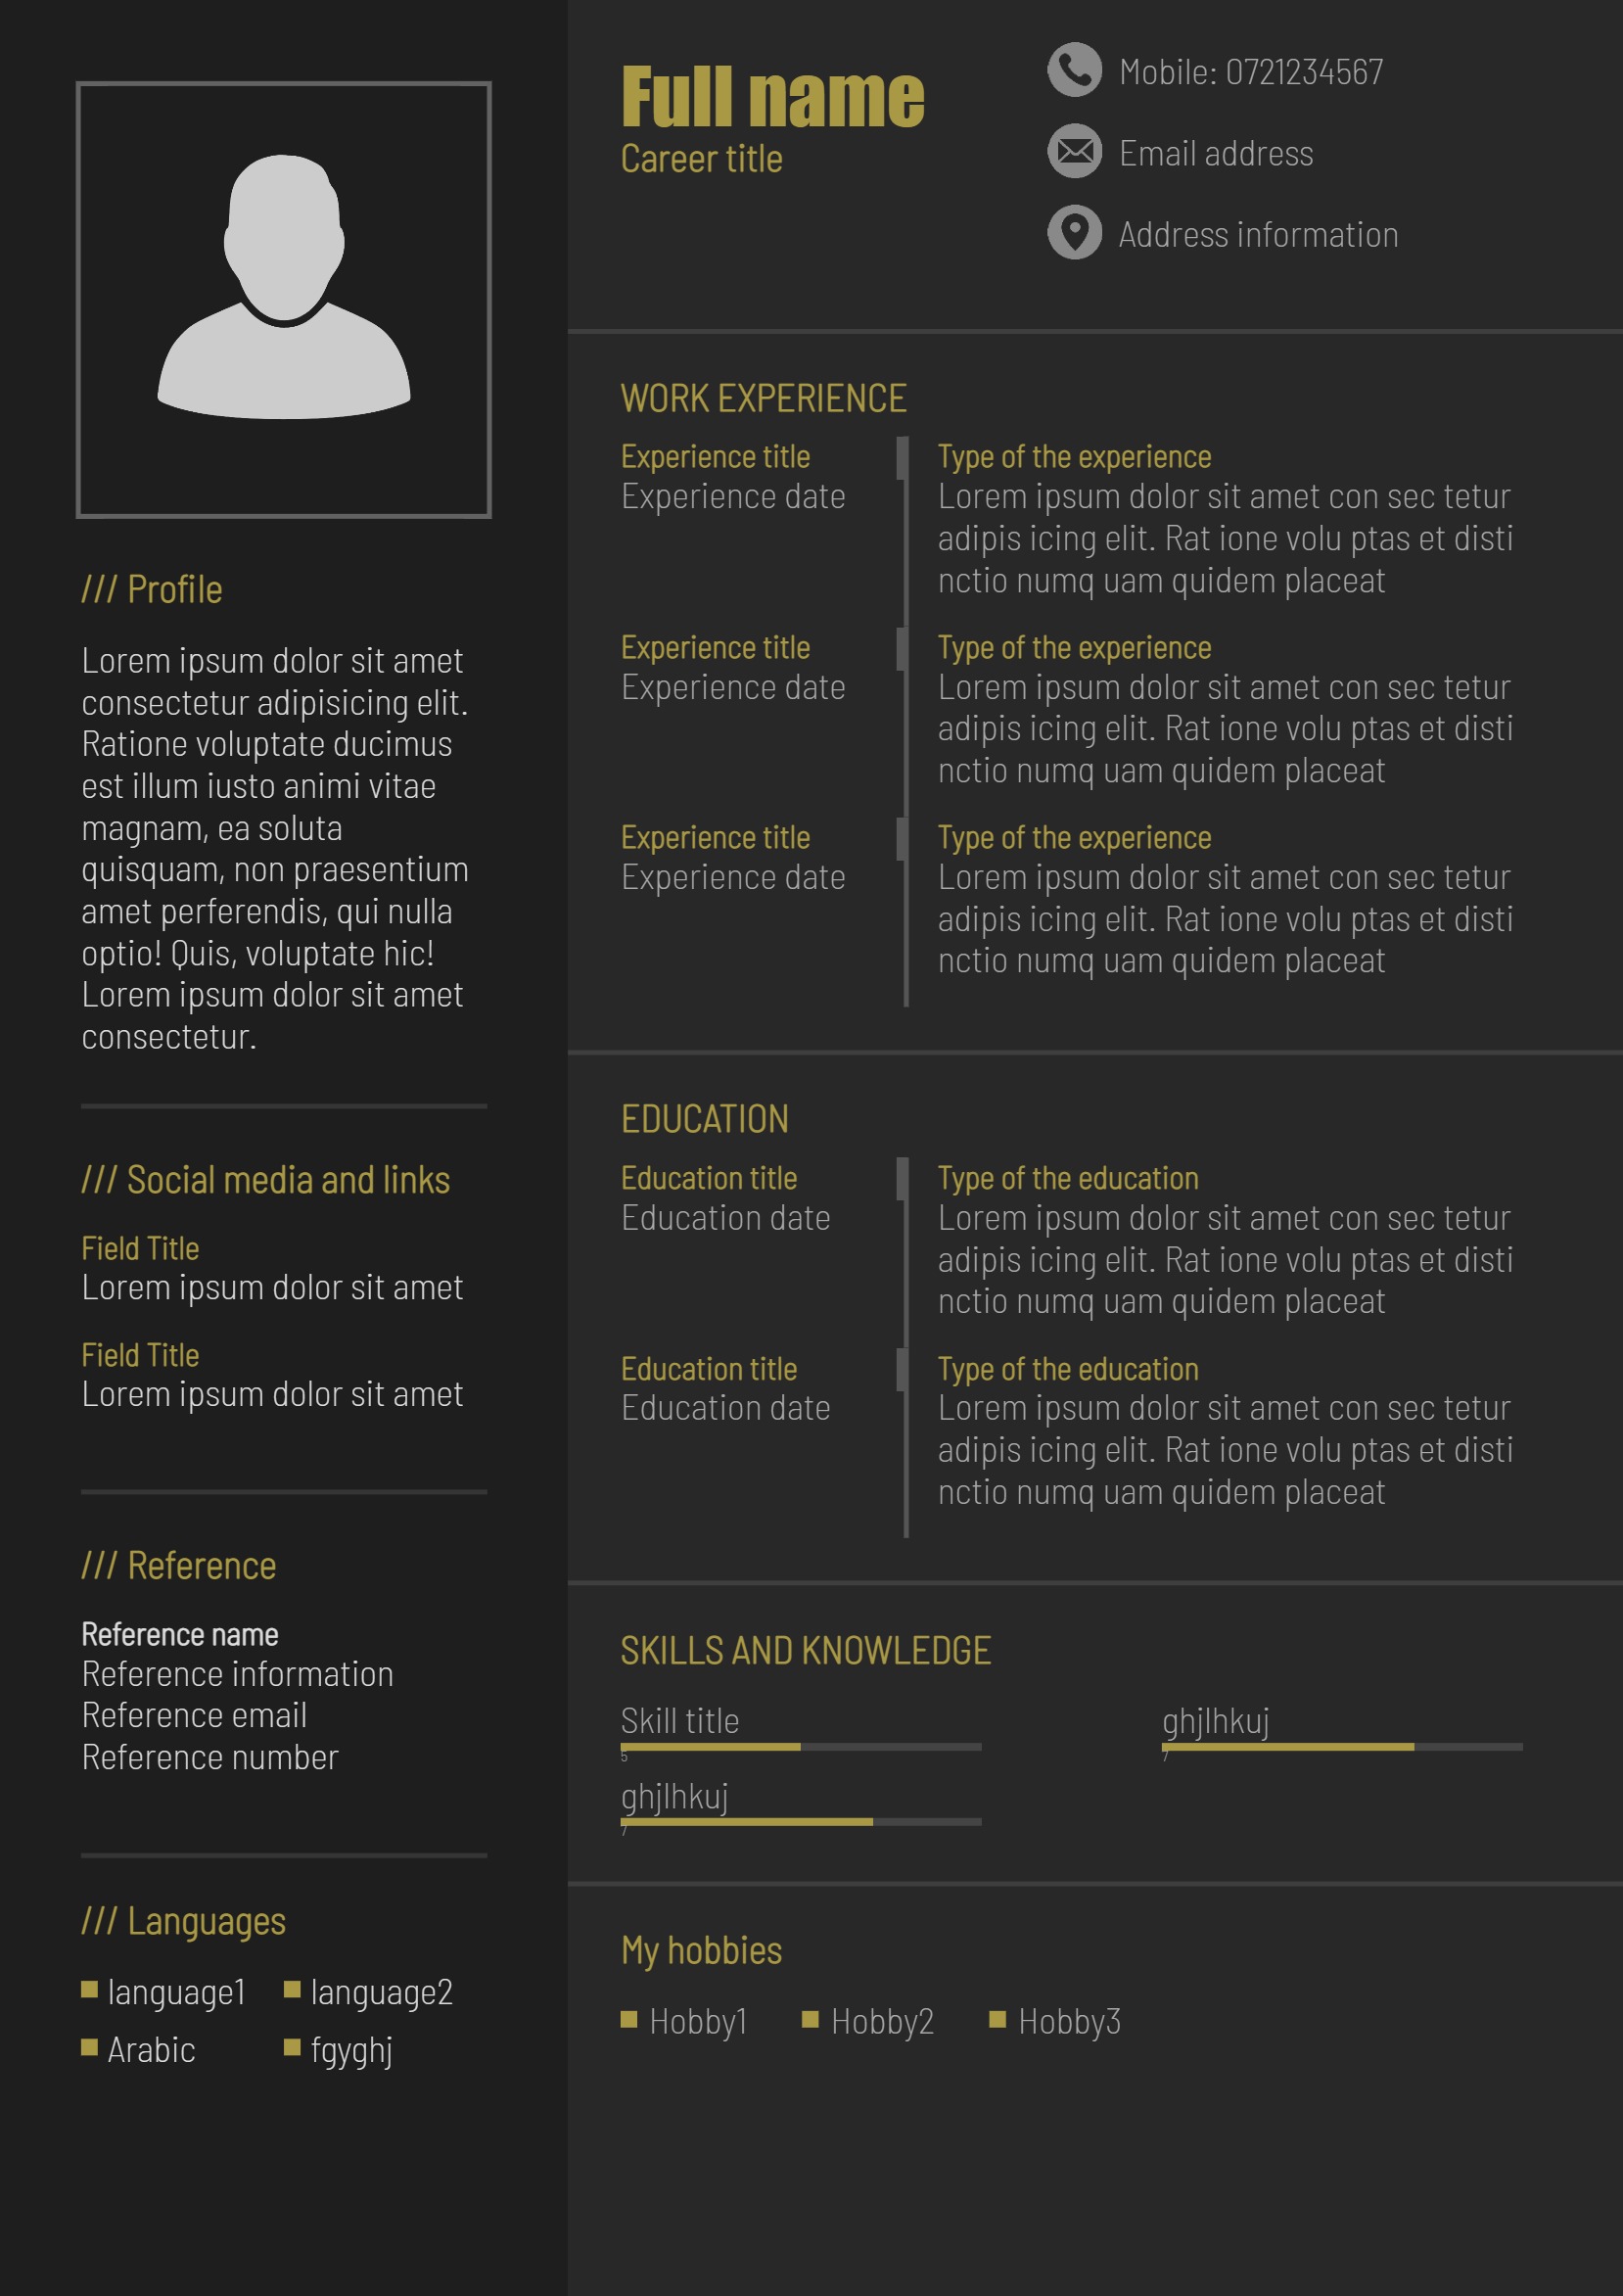 /// Profile
Lorem ipsum dolor sit amet
consectetur adipisicing elit.
Ratione voluptate ducimus
est illum iusto animi vitae
magnam, ea soluta
quisquam, non praesentium
amet perferendis, qui nulla
optio! Quis, voluptate hic!
Lorem ipsum dolor sit amet
consectetur.
/// Social media and links
Field Title
Lorem ipsum dolor sit amet
Field Title
Lorem ipsum dolor sit amet
/// Reference
Reference name
Reference information
Reference email
Reference number
/// Languages
language1 language2
Arabic fgyghj
Full name
Career title
Mobile: 0721234567
Email address
Address information
WORK EXPERIENCE
Experience title
Experience date
Type of the experience
Lorem ipsum dolor sit amet con sec tetur
adipis icing elit. Rat ione volu ptas et disti
nctio numq uam quidem placeat
Experience title
Experience date
Type of the experience
Lorem ipsum dolor sit amet con sec tetur
adipis icing elit. Rat ione volu ptas et disti
nctio numq uam quidem placeat
Experience title
Experience date
Type of the experience
Lorem ipsum dolor sit amet con sec tetur
adipis icing elit. Rat ione volu ptas et disti
nctio numq uam quidem placeat
EDUCATION
Education title
Education date
Type of the education
Lorem ipsum dolor sit amet con sec tetur
adipis icing elit. Rat ione volu ptas et disti
nctio numq uam quidem placeat
Education title
Education date
Type of the education
Lorem ipsum dolor sit amet con sec tetur
adipis icing elit. Rat ione volu ptas et disti
nctio numq uam quidem placeat
SKILLS AND KNOWLEDGE
Skill title
5
ghjlhkuj
7
ghjlhkuj
7
My hobbies
Hobby1 Hobby2 Hobby3